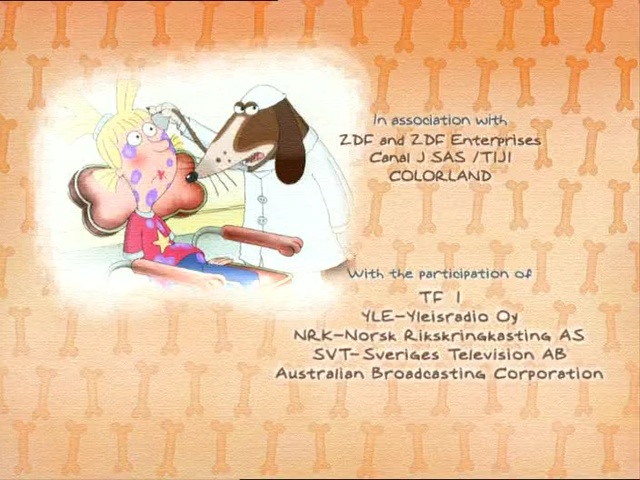 In association with
ZDF and ZDF Enterprises
Canal J SAS / TIJI
COLORLAND
With the participation of
TF 1
YLE-Yleisradio Oy
NRK-Norsk Rikskringkasting AS
SVT-Sveriges Television AB
Australian Broadcasting Corporation